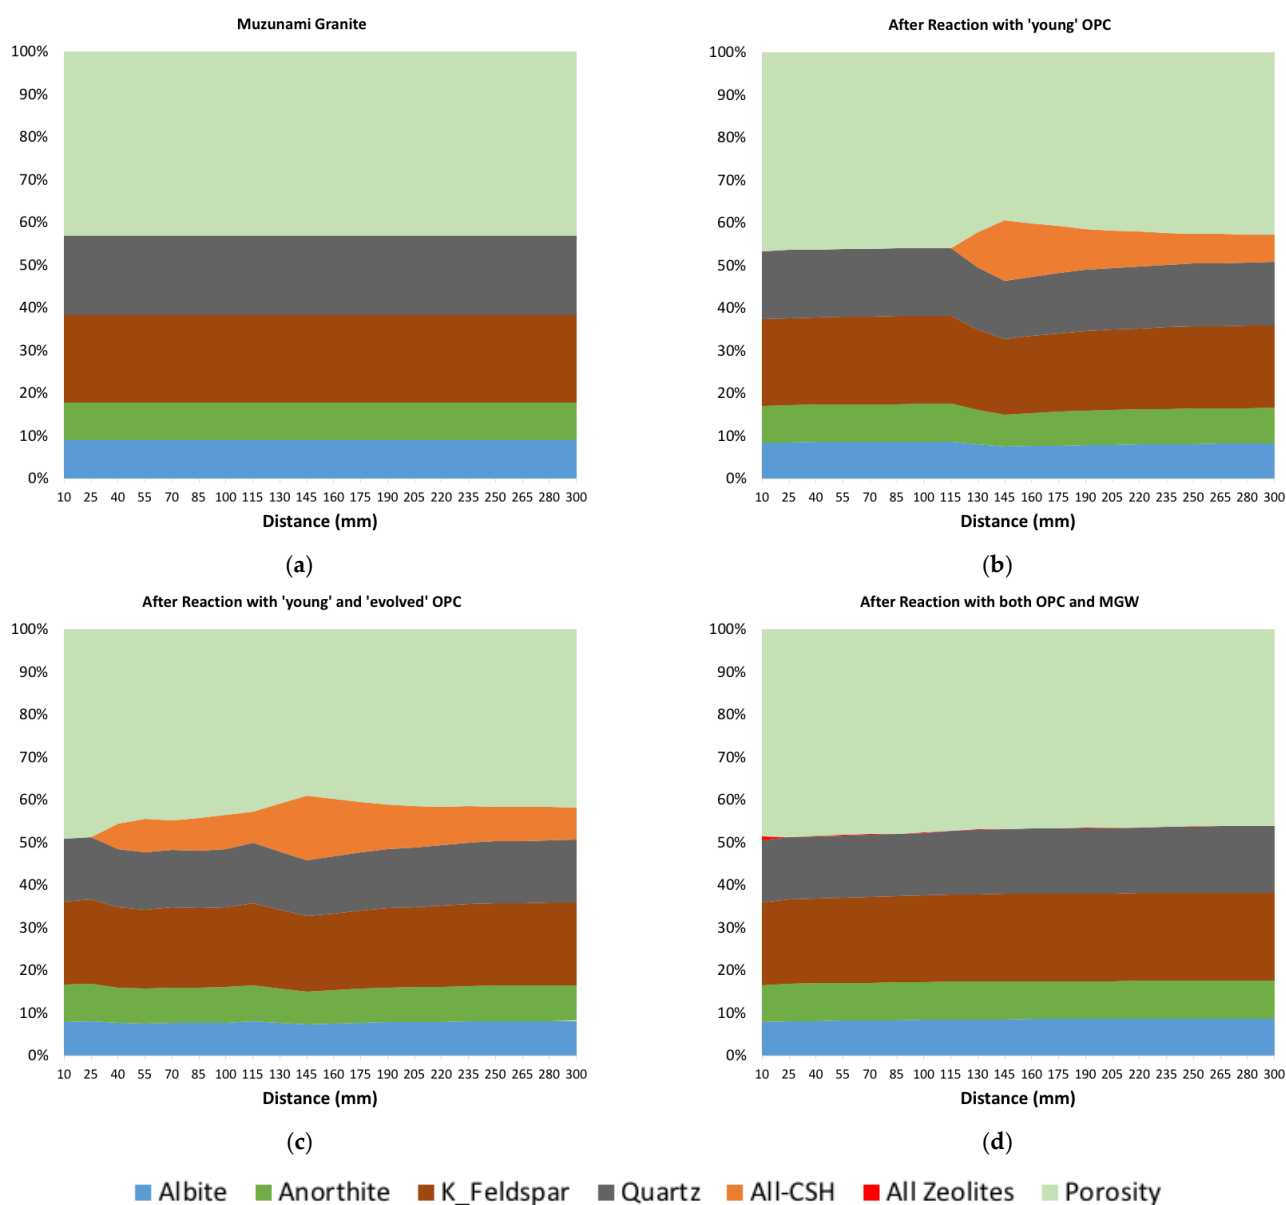 Muzunami Granite
100%
90%
80%
70%
60%
50%
40%
30%
20%
10%
0%
10 25 40 55 70 85 100 115 130 145 160 175 190 205 220 235 250 265 280 300
Distance (mm)
(a)
After Reaction with 'young' OPC
100%
90%
80%
70%
60%
50%
40%
30%
20%
10%
0%
10 25 40 55 70 85 100 115 130 145 160 175 190 205 220 235 250 265 280 300
Distance (mm)
(b)
After Reaction with 'young' and 'evolved' OPC
100%
90%
80%
70%
60%
50%
40%
30%
20%
10%
0%
10 25 40 55 70 85 100 115 130 145 160 175 190 205 220 235 250 265 280 300
Distance (mm)
(c)
After Reaction with both OPC and MGW
100%
90%
80%
70%
60%
50%
40%
30%
20%
10%
0%
10 25 40 55 70 85 100 115 130 145 160 175 190 205 220 235 250 265 280 300
Distance (mm)
(d)
Albite Anorthite K_Feldspar Quartz All-CSH All Zeolites Porosity